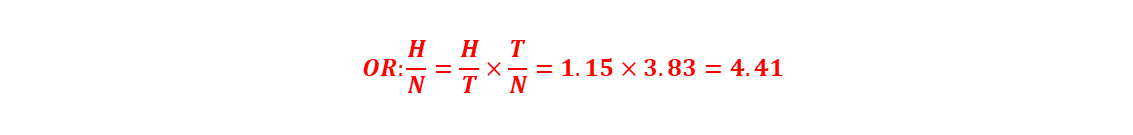 OR: H/N = H/T × T/N = 1.15 × 3.83 = 4.41